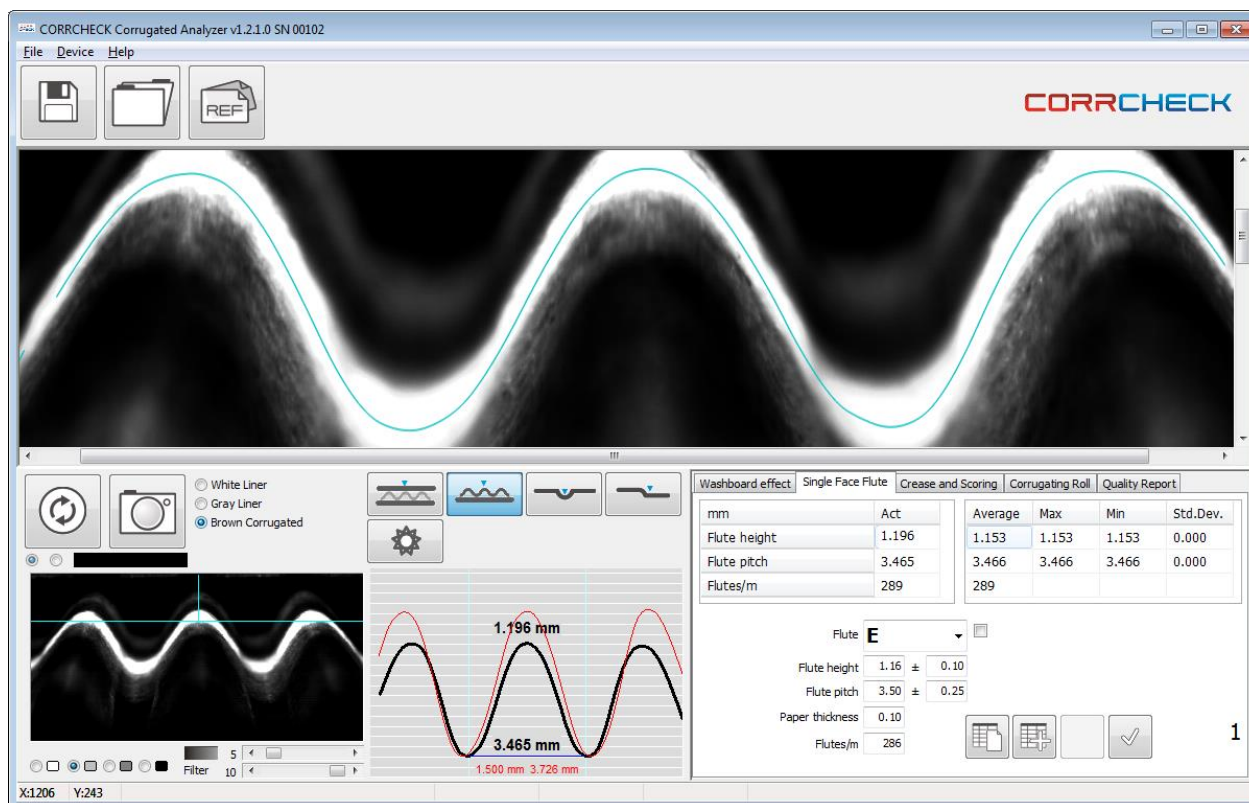 CORRCHECK Corrugated Analyzer v1.2.1.0 SN 00102
File Device Help
REF
CORRCHECK
White Liner
Gray Liner
Brown Corrugated
5
Filter 10
1.196 mm
3.465 mm
1.500 mm 3.726 mm
Washboard effect Single Face Flute Crease and Scoring Corrugating Roll Quality Report
mm Act Average Max Min Std.Dev.
Flute height 1.196 1.153 1.153 1.153 0.000
Flute pitch 3.465 3.466 3.466 3.466 0.000
Flutes/m 289 289
Flute E
Flute height 1.16 ± 0.10
Flute pitch 3.50 ± 0.25
Paper thickness 0.10
Flutes/m 286
1
X:1206 Y:243